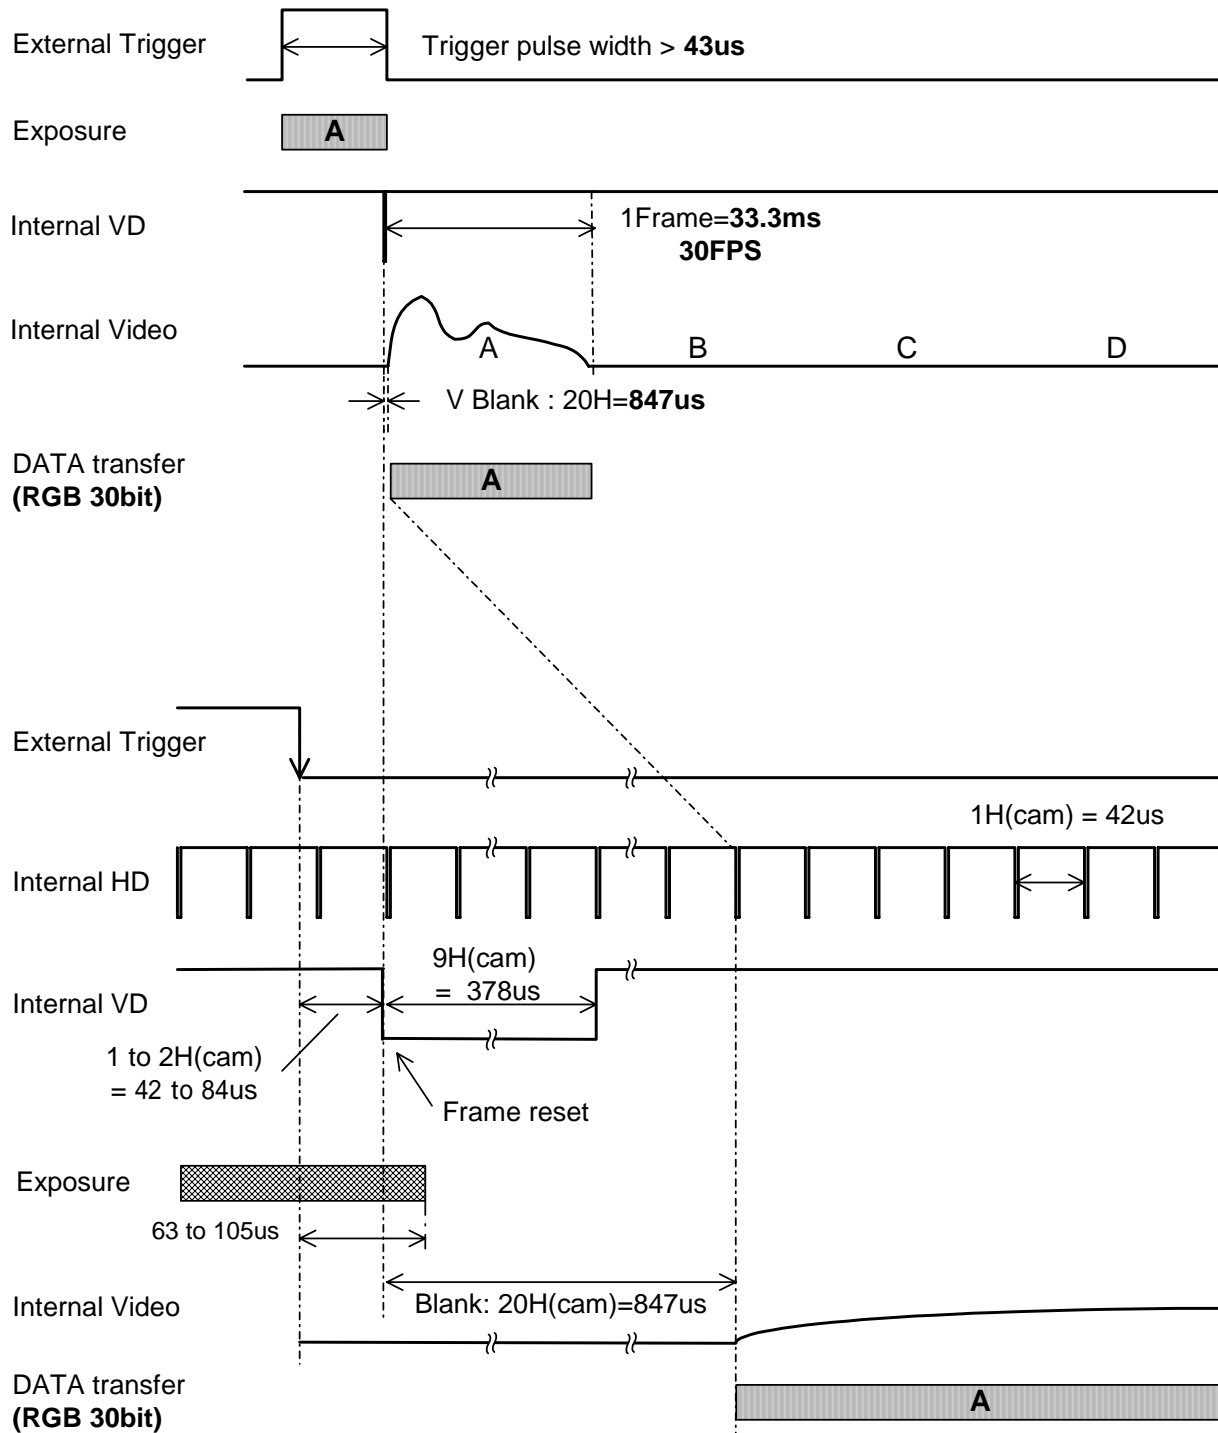 External Trigger
Trigger pulse width > 43us
Exposure
A
Internal VD
1Frame=33.3ms
30FPS
Internal Video
A
B
C
D
V Blank : 20H=847us
DATA transfer
(RGB 30bit)
A
External Trigger
1H(cam) = 42us
Internal HD
9H(cam)
= 378us
Internal VD
1 to 2H(cam)
= 42 to 84us
Frame reset
Exposure
63 to 105us
Blank: 20H(cam)=847us
Internal Video
DATA transfer
(RGB 30bit)
A